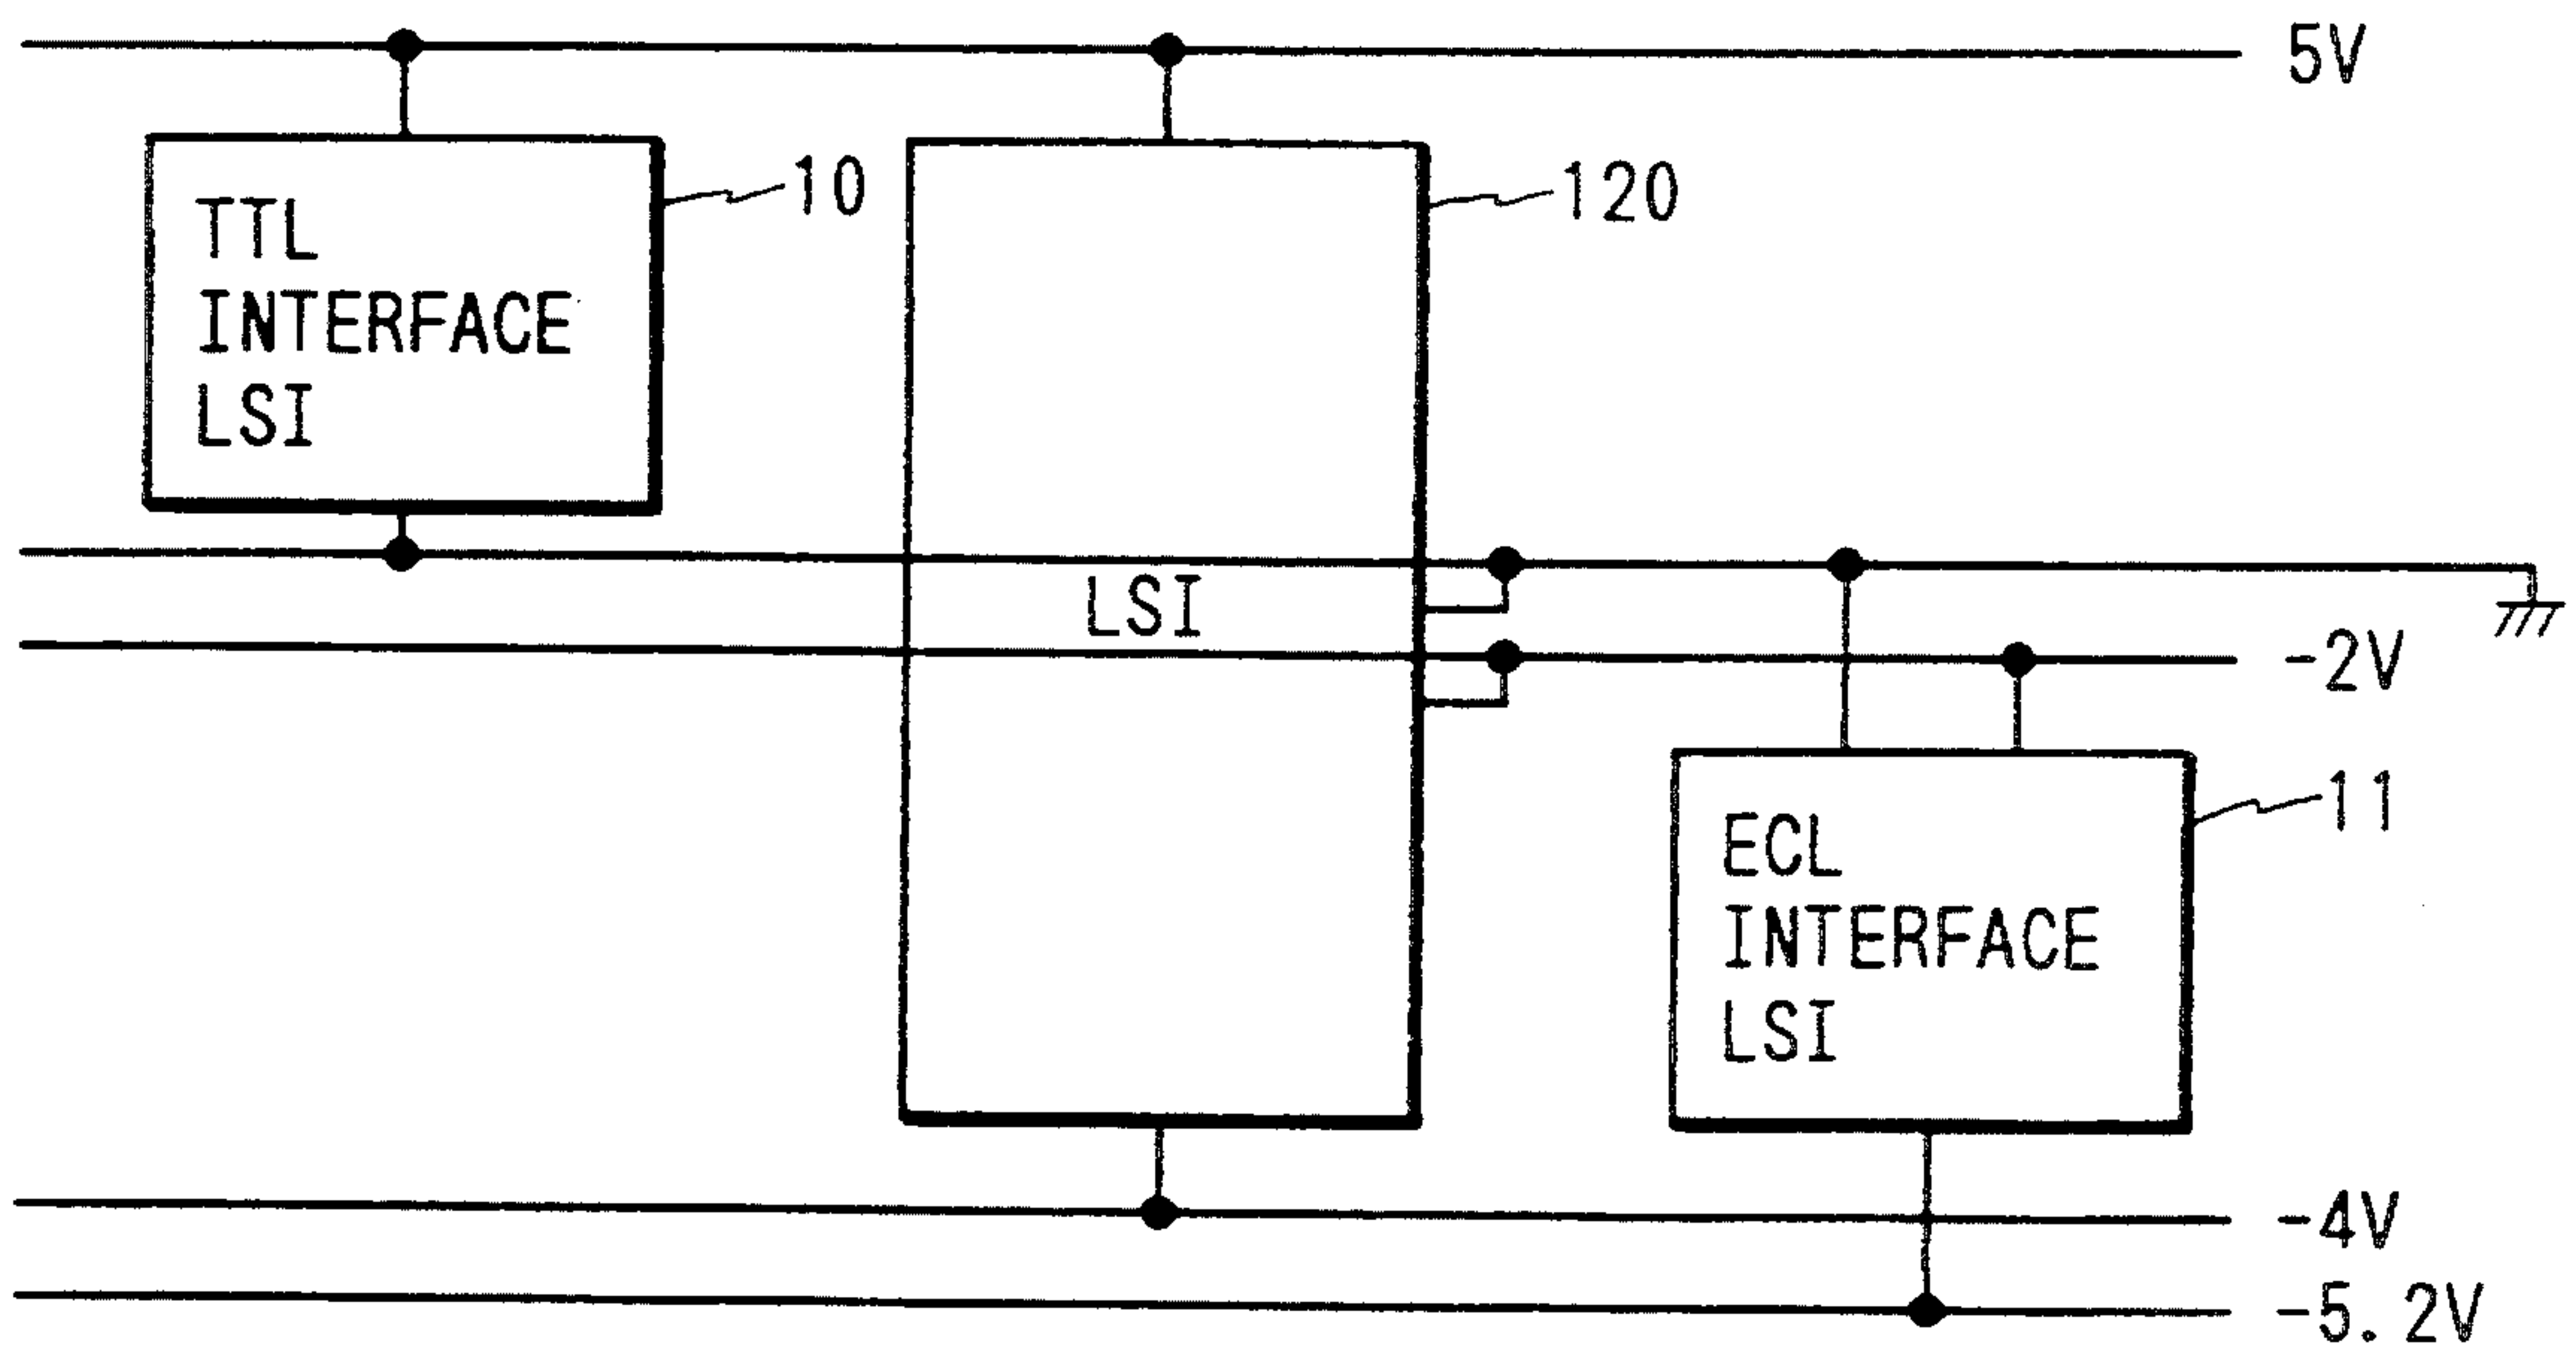 5V
10
120
TTL
INTERFACE
LSI
LSI
-2V
11
ECL
INTERFACE
LSI
-4V
-5.2V